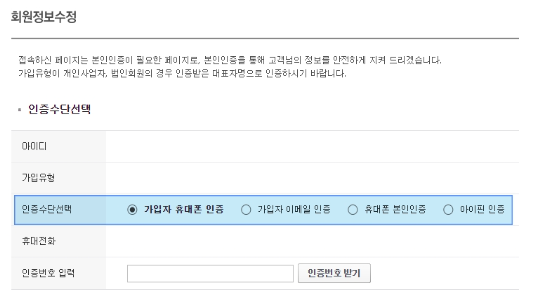 회원정보수정
접속하신 페이지는 본인인증이 필요한 페이지로, 본인인증을 통해 고객님의 정보를 안전하게 지켜 드리겠습니다.
가입유형이 개인사업자, 법인회원의 경우 인증받은 대표자명으로 인증하시기 바랍니다.
인증수단선택
아이디
가입유형
인증수단선택 가입자 휴대폰 인증 가입자 이메일 인증 휴대폰 본인인증 아이핀 인증
휴대전화
인증번호 입력 인증번호 받기